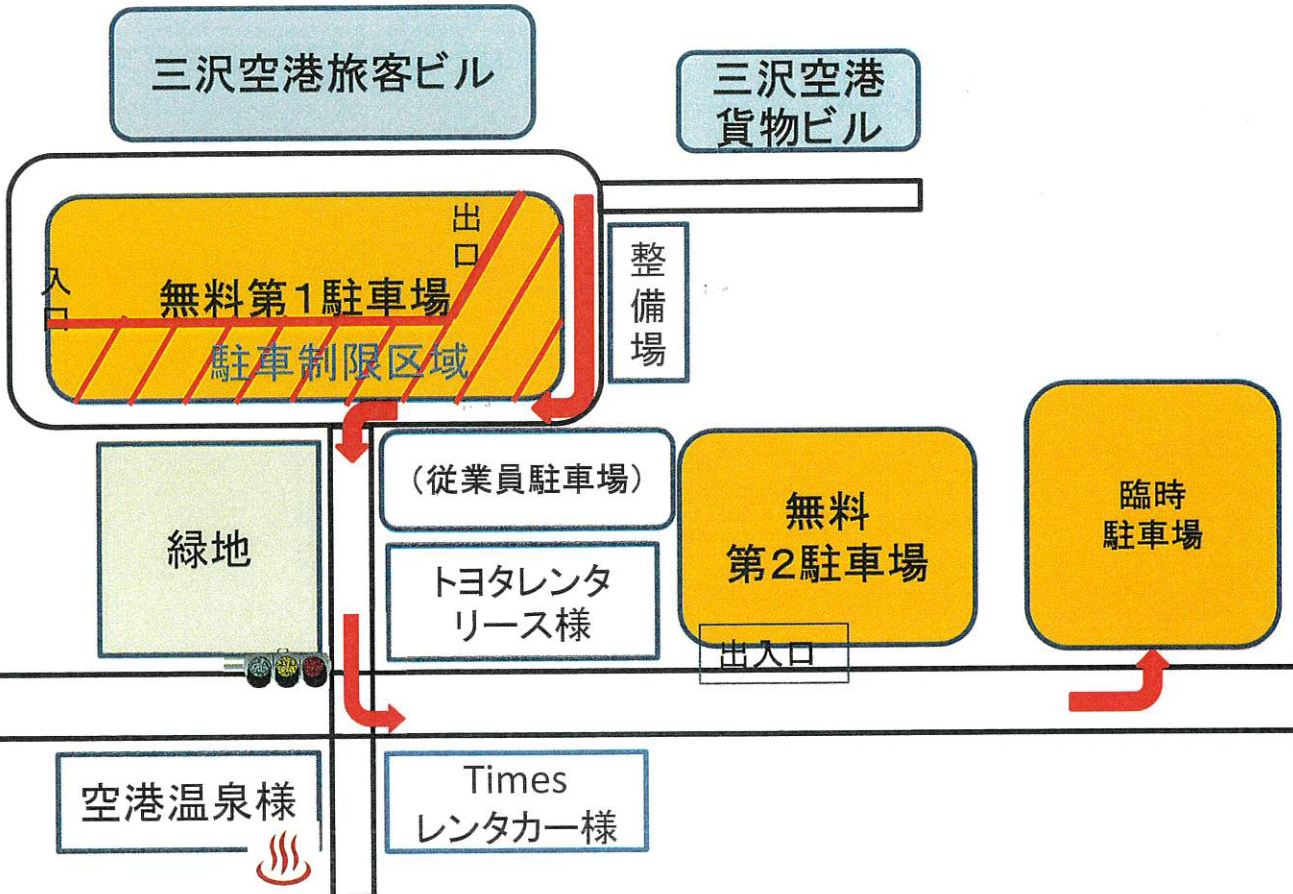 三沢空港旅客ビル
三沢空港
貨物ビル
出
口
入
口
無料第1駐車場
駐車制限区域
整
備
場
(従業員駐車場)
緑地
トヨタレンタ
リース様
無料
第2駐車場
出入口
臨時
駐車場
空港温泉様
Times
レンタカー様